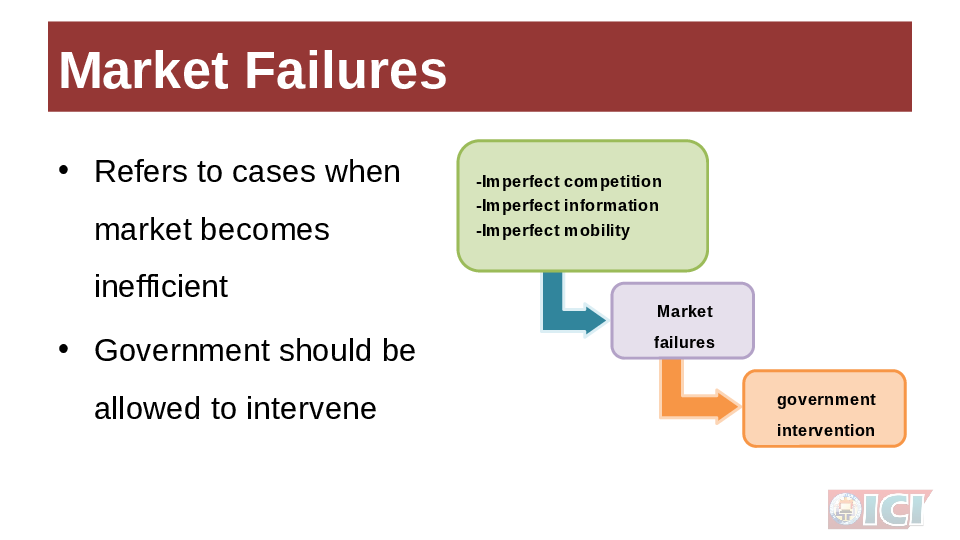 Market Failures
• Refers to cases when
market becomes
inefficient
• Government should be
allowed to intervene
-Imperfect competition
-Imperfect information
-Imperfect mobility
Market
failures
government
intervention
ICI